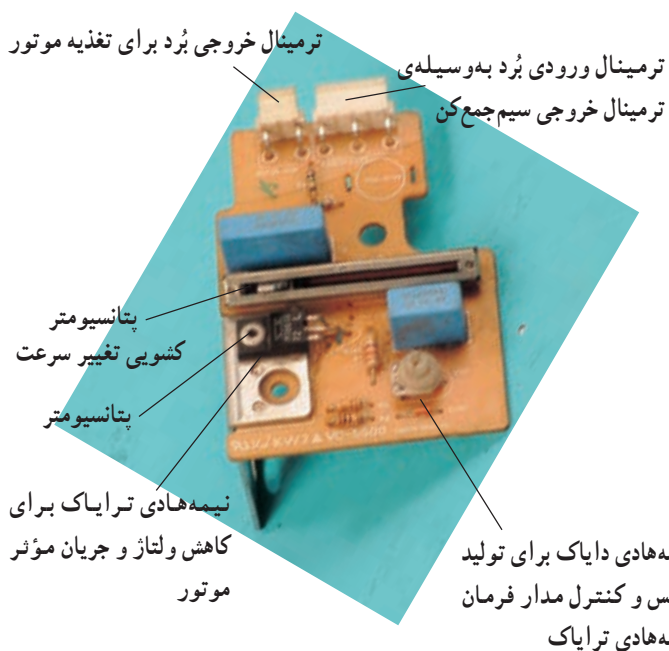 ترمینال خروجی بُرد برای تغذیه موتور
ترمینال ورودی بُرد به‌وسیله‌ی
ترمینال خروجی سیم‌جمع‌کن
پتانسیومتر
کشویی تغییر سرعت
پتانسیومتر
نیمه‌هادی ترایاک برای
کاهش ولتاژ و جریان مؤثر
موتور
ه‌هادی دایاک برای تولید
س و کنترل مدار فرمان
ه‌هادی ترایاک